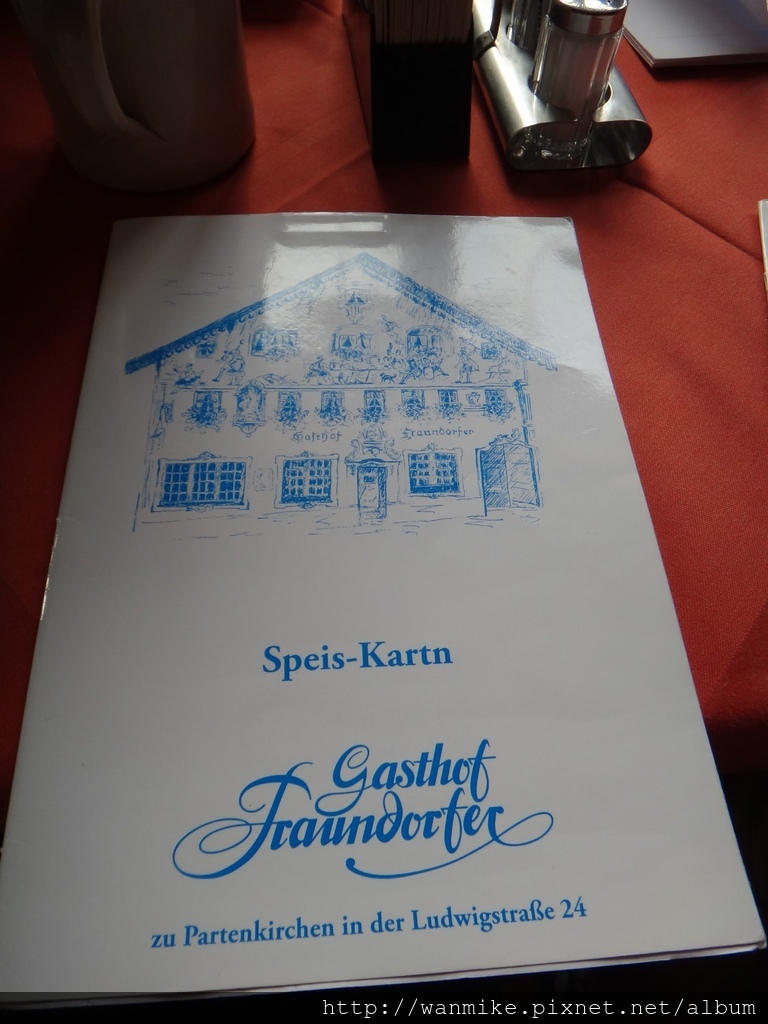 Gasthof Fraundorfer
Speis-Kartn
Gasthof
Fraundorfer
zu Partenkirchen in der Ludwigstraße 24
http://wanmike.pixnet.net/album